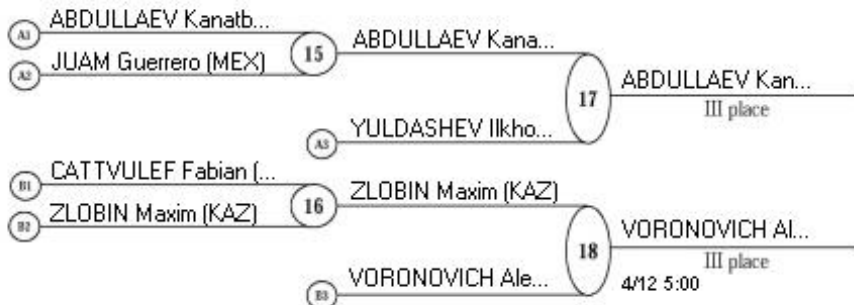 A1 ABDULLAEV Kanatb...
A2 JUAM Guerrero (MEX)
15
ABDULLAEV Kana...
A3 YULDASHEV Ilkho...
17
ABDULLAEV Kan...
III place
B1 CATTVULEF Fabian (...
B2 ZLOBIN Maxim (KAZ)
16
ZLOBIN Maxim (KAZ)
B3 VORONOVICH Ale...
18
VORONOVICH Al...
III place
4/12 5:00